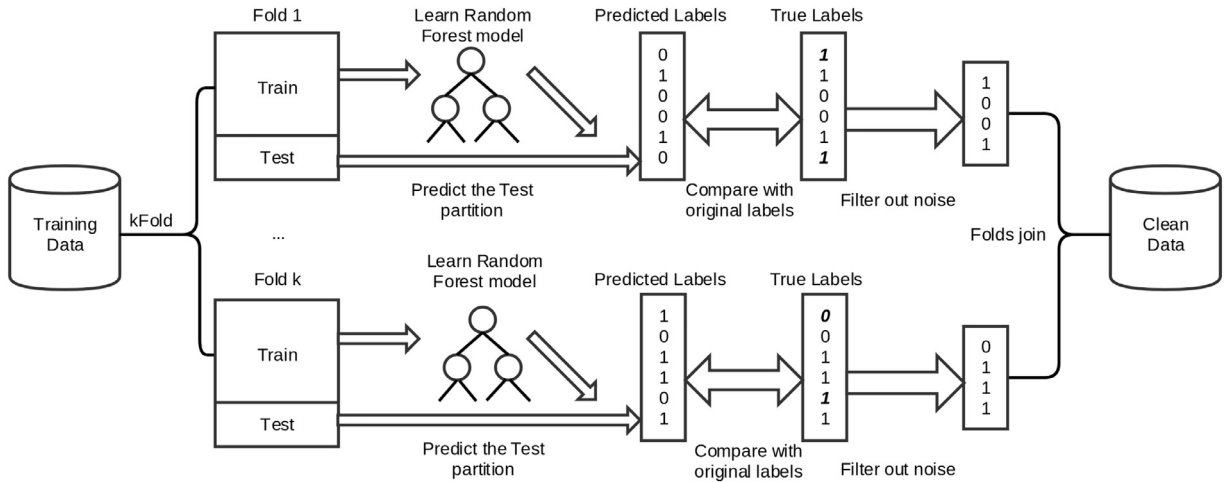 Fold 1
Learn Random
Forest model
Predicted Labels
True Labels
Train
Test
0
1
0
0
1
0
1
1
0
0
1
1
1
0
0
1
Predict the Test
partition
Compare with
original labels
Filter out noise
Training
Data
kFold
...
Folds join
Clean
Data
Fold k
Learn Random
Forest model
Predicted Labels
True Labels
Train
Test
1
0
1
1
0
1
0
0
1
1
1
1
0
1
1
1
Predict the Test
partition
Compare with
original labels
Filter out noise